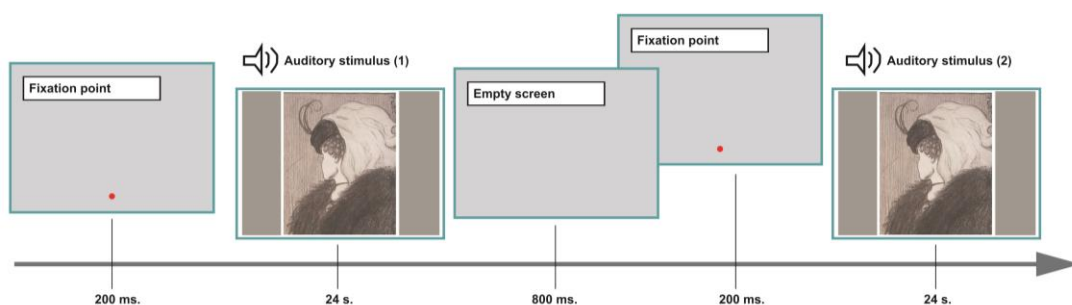 Fixation point
Auditory stimulus (1)
Empty screen
Fixation point
Auditory stimulus (2)
200 ms.
24 s.
800 ms.
200 ms.
24 s.